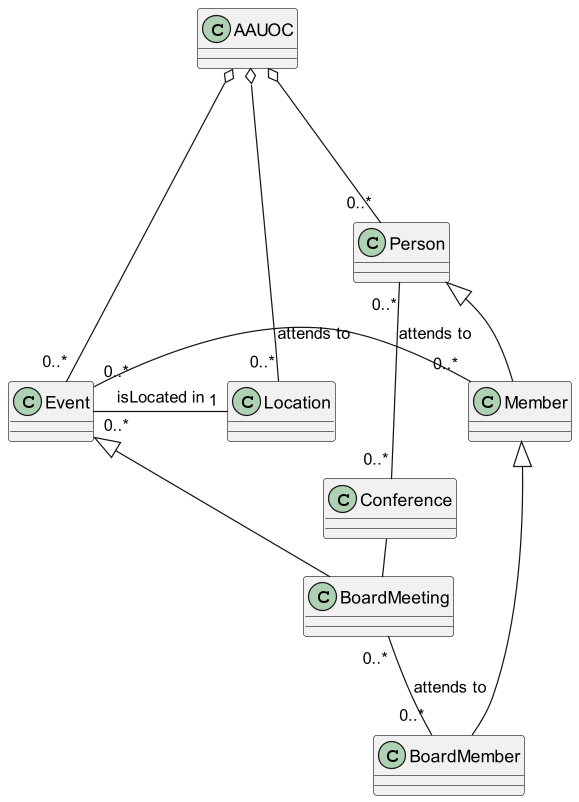 C AAUOC
0..*
C Person
0..*
attends to
attends to
0..*
0..*
0..*
0..*
C Event
isLocated in 1
0..*
C Location
C Member
0..*
C Conference
C BoardMeeting
0..*
attends to
0..*
C BoardMember